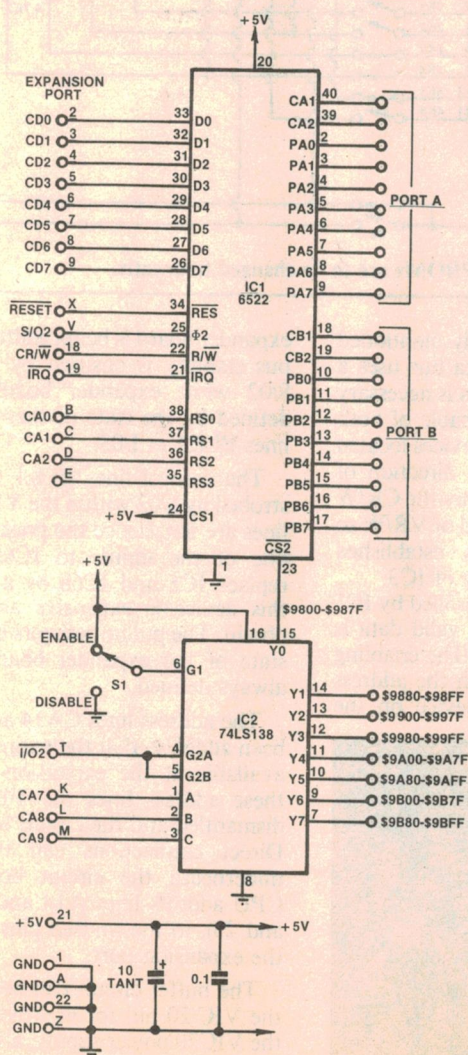 +5V
20
EXPANSION
PORT
CD0 2 33 D0
CD1 3 32 D1
CD2 4 31 D2
CD3 5 30 D3
CD4 6 29 D4
CD5 7 28 D5
CD6 8 27 D6
CD7 9 26 D7
RESET X 34 RES
S/O2 V 25 Φ2
CR/W 18 22 R/W
IRQ 19 21 IRQ
CA0 B 38 RS0
CA1 C 37 RS1
CA2 D 36 RS2
E 35 RS3
+5V 24 CS1
IC1
6522
CA1 40
CA2 39
PA0 2
PA1 3
PA2 4
PA3 5
PA4 6
PA5 7
PA6 8
PA7 9
PORT A
CB1 18
CB2 19
PB0 10
PB1 11
PB2 12
PB3 13
PB4 14
PB5 15
PB6 16
PB7 17
PORT B
CS2
1 23
+5V
$9800-$987F
16 15
Y0
ENABLE
S1
DISABLE
6 G1
I/O2 T 4 G2A
5 G2B
CA7 K 1 A
CA8 L 2 B
CA9 M 3 C
IC2
74LS138
Y1 14 $9880-$98FF
Y2 13 $9900-$997F
Y3 12 $9980-$99FF
Y4 11 $9A00-$9A7F
Y5 10 $9A80-$9AFF
Y6 9 $9B00-$9B7F
Y7 7 $9B80-$9BFF
8
+5V 21 +5V
GND
GND A
GND 22
GND Z
10
TANT
+
-
0.1